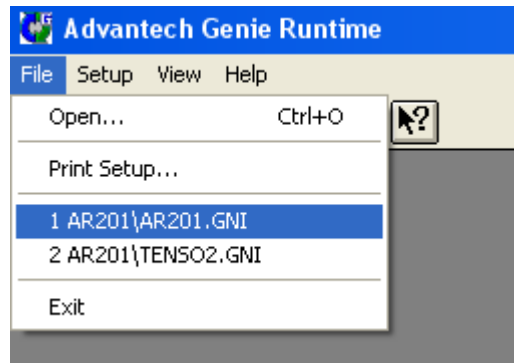 Advantech Genie Runtime
File Setup View Help
Open... Ctrl+O
Print Setup...
1 AR201\AR201.GNI
2 AR201\TENSO2.GNI
Exit